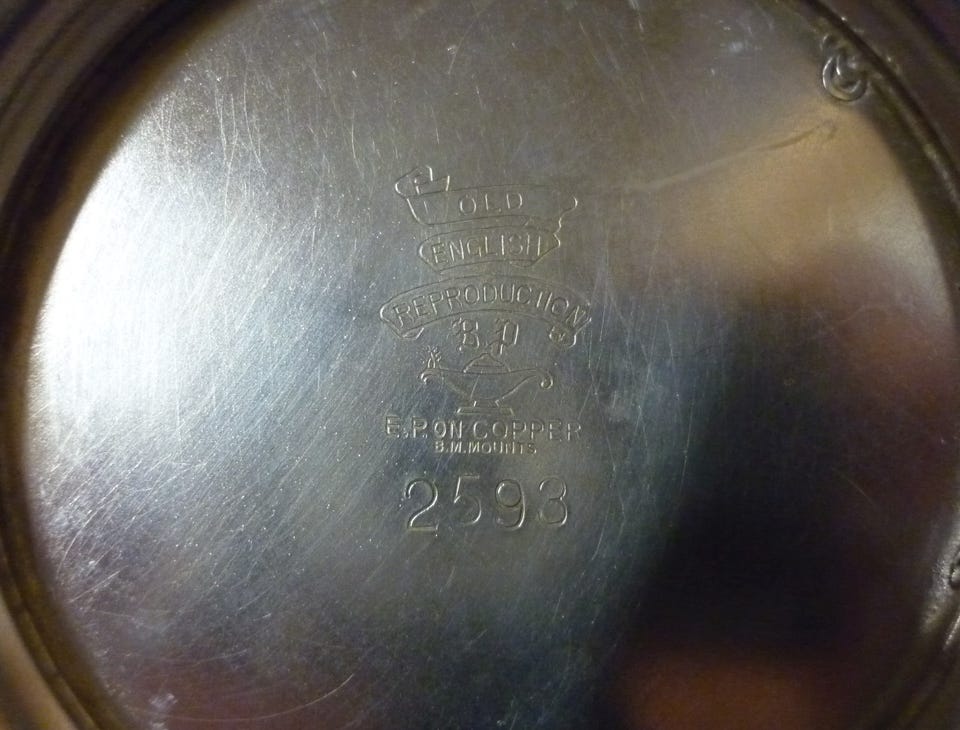 OLD
ENGLISH
REPRODUCTION
B P
E.P. ON COPPER
B.M. MOUNTS
2593